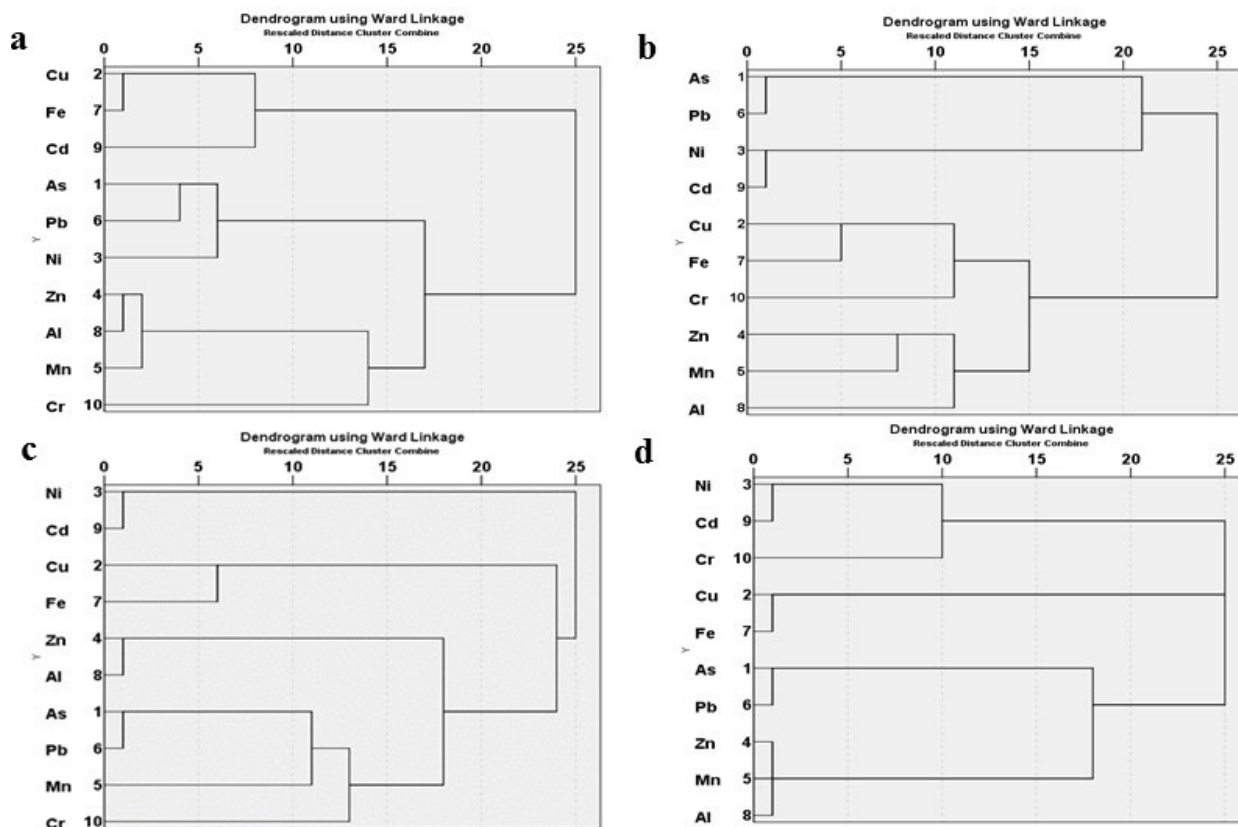 a
Dendrogram using Ward Linkage
Rescaled Distance Cluster Combine
0 5 10 15 20 25
Cu 2
Fe 7
Cd 9
As 1
Pb 6
Y
Ni 3
Zn 4
Al 8
Mn 5
Cr 10
b
Dendrogram using Ward Linkage
Rescaled Distance Cluster Combine
0 5 10 15 20 25
As 1
Pb 6
Ni 3
Cd 9
Cu 2
Y
Fe 7
Cr 10
Zn 4
Mn 5
Al 8
c
Dendrogram using Ward Linkage
Rescaled Distance Cluster Combine
0 5 10 15 20 25
Ni 3
Cd 9
Cu 2
Fe 7
Zn 4
Y
Al 8
As 1
Pb 6
Mn 5
Cr 10
d
Dendrogram using Ward Linkage
Rescaled Distance Cluster Combine
0 5 10 15 20 25
Ni 3
Cd 9
Cr 10
Cu 2
Fe 7
Y
As 1
Pb 6
Zn 4
Mn 5
Al 8